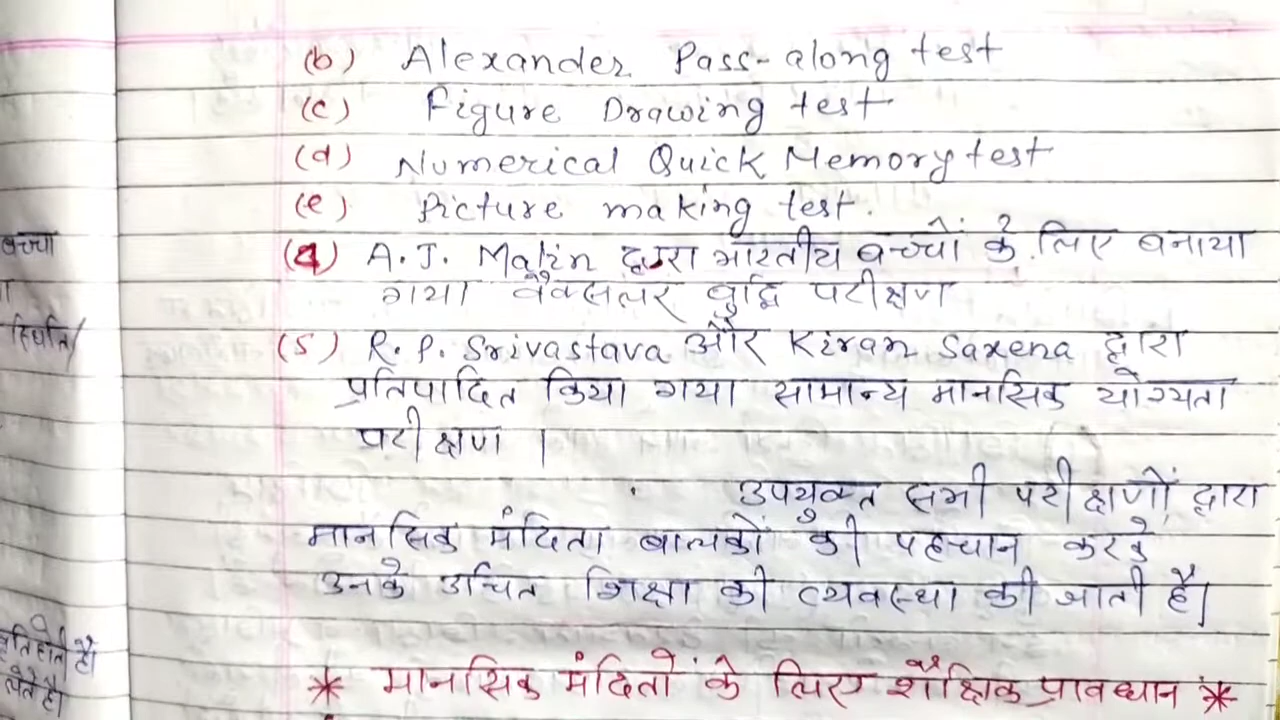 (b) Alexander Pass-along test
(c) Figure Drawing test
(d) Numerical Quick Memory test
(e) Picture making test.
बच्चा
(4) A.J. Malin द्वारा भारतीय बच्चों के लिए बनाया
गया वैक्सलर बुद्धि परीक्षण
स्थिति/
(5) R.P. Srivastava और Kiran Saxena द्वारा
प्रतिपादित किया गया सामान्य मानसिक योग्यता
परीक्षण |
उपयुक्त सभी परीक्षणों द्वारा
मानसिक मंदिता बालकों की पहचान करके
उनके उचित शिक्षा की व्यवस्था की जाती है|
होते है|
* मानसिक मंदितों के लिए शैक्षिक प्रावधान *